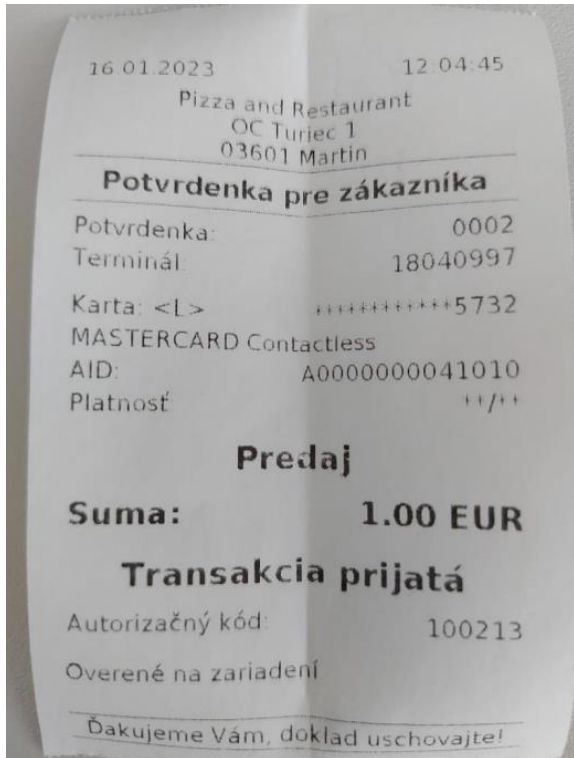 16.01.2023 12:04:45
Pizza and Restaurant
OC Turiec 1
03601 Martin
Potvrdenka pre zákazníka
Potvrdenka: 0002
Terminál: 18040997
Karta: <L> ************5732
MASTERCARD Contactless
AID: A0000000041010
Platnosť: **/**
Predaj
Suma: 1.00 EUR
Transakcia prijatá
Autorizačný kód: 100213
Overené na zariadení
Ďakujeme Vám, doklad uschovajte!